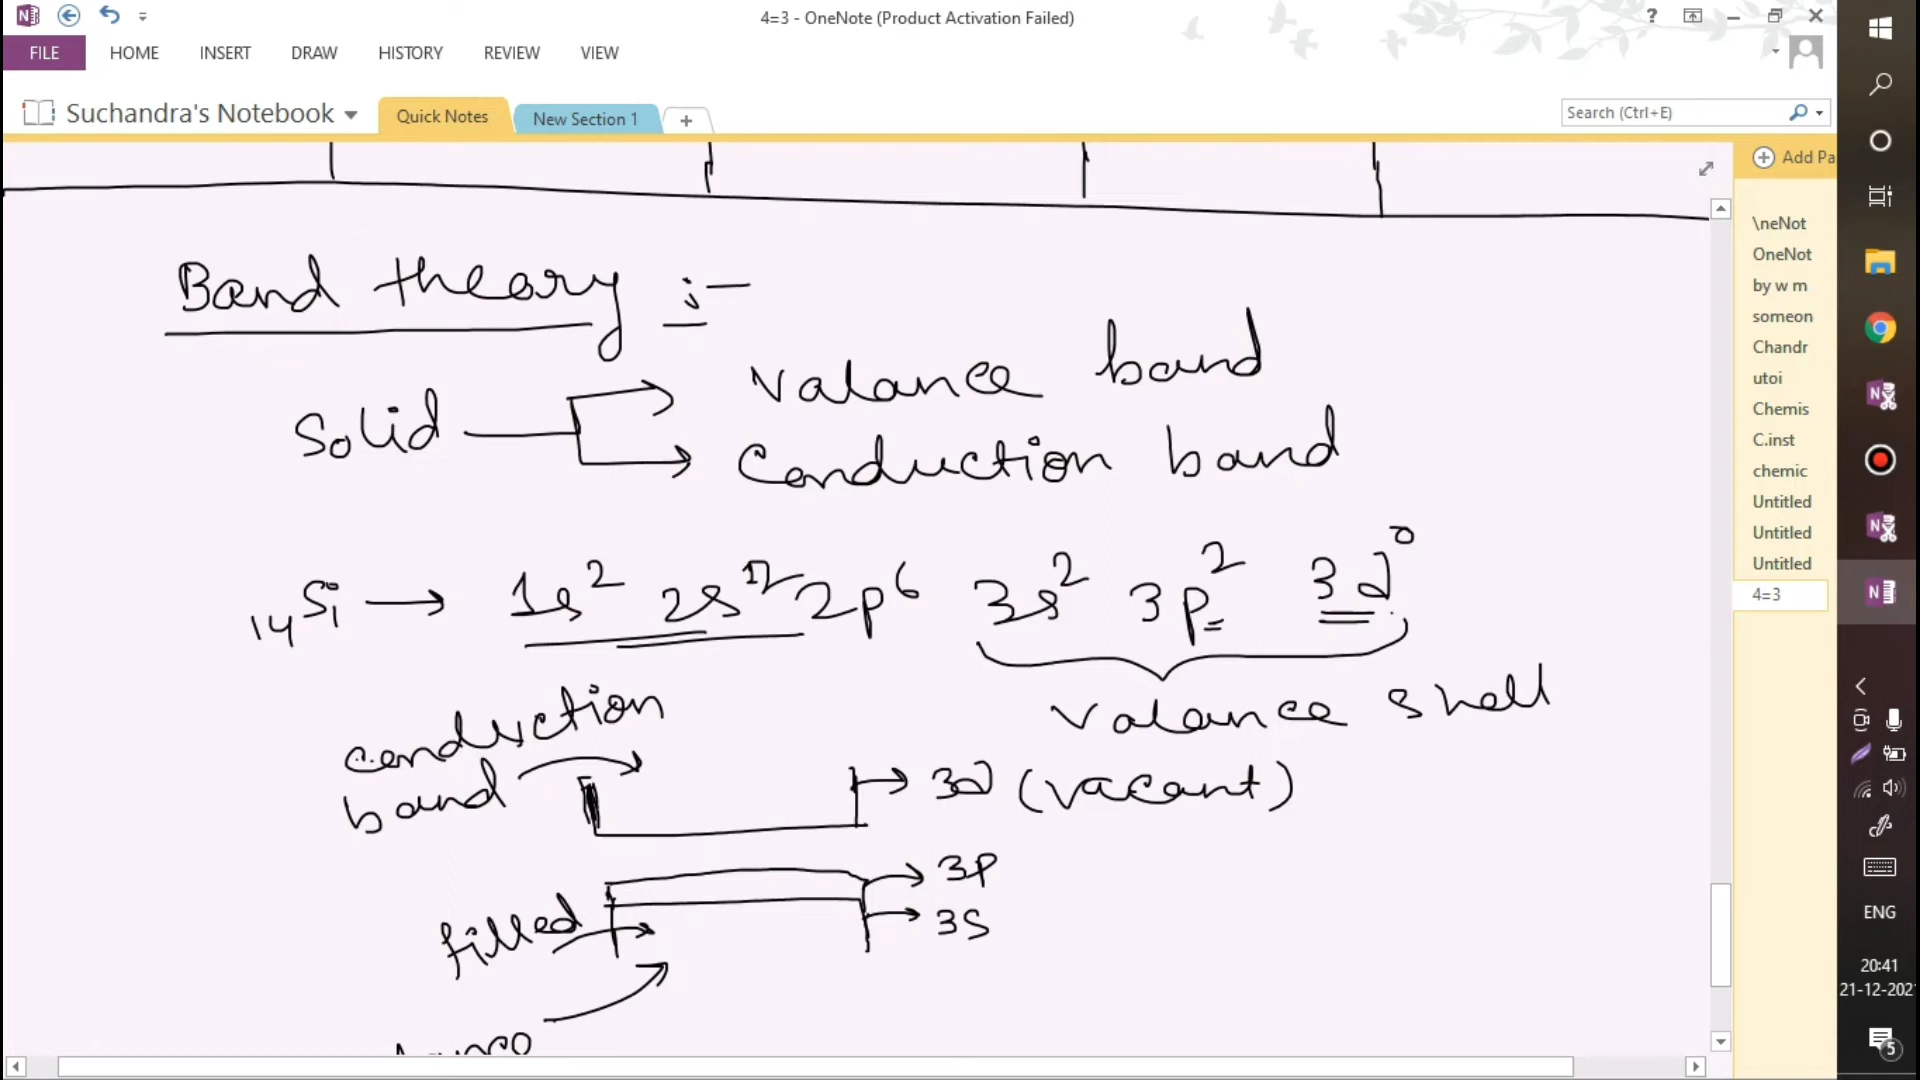 4=3 - OneNote (Product Activation Failed)
?
FILE HOME INSERT DRAW HISTORY REVIEW VIEW
Suchandra's Notebook
Quick Notes
New Section 1
+
Search (Ctrl+E)
Add Pa
\neNot
OneNot
by w m
someon
Chandr
utoi
Chemis
C.inst
chemic
Untitled
Untitled
Untitled
4=3
Band theory :-
Solid
Valance band
Conduction band
14Si → 1s² 2s² 2p⁶ 3s² 3p² 3d⁰
Valance shell
conduction
band
3d (vacant)
3p
filled
3s
ENG
20:41
21-12-202
5